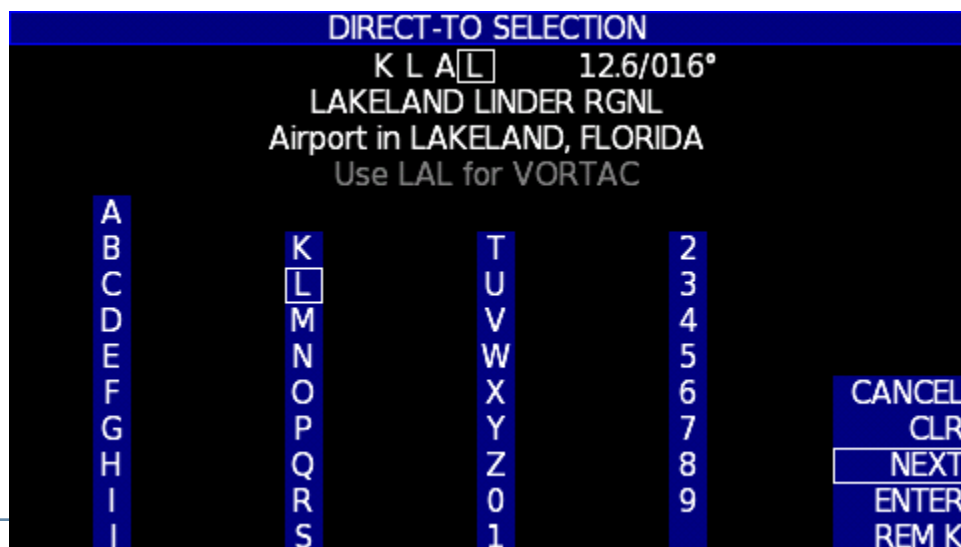 DIRECT-TO SELECTION
K L A L 12.6/016°
LAKELAND LINDER RGNL
Airport in LAKELAND, FLORIDA
Use LAL for VORTAC
A
B K T 2
C L U 3
D M V 4
E N W 5
F O X 6 CANCEL
G P Y 7 CLR
H Q Z 8 NEXT
I R 0 9 ENTER
J S 1 REM K